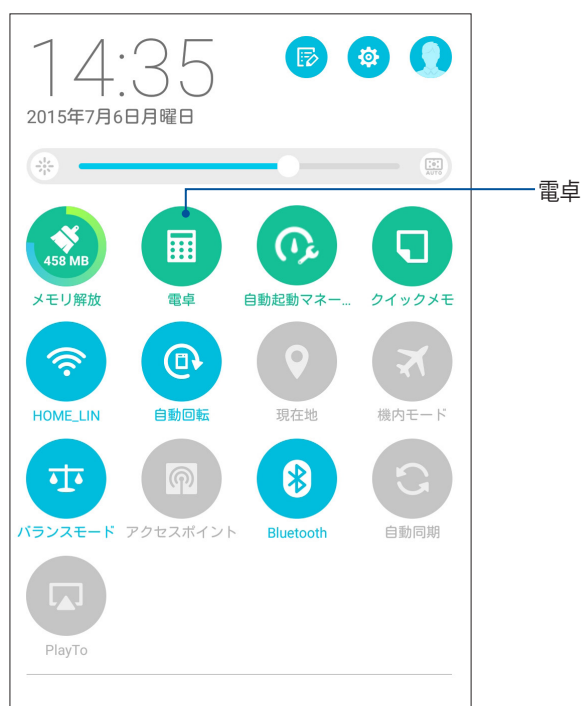 14:35
2015年7月6日月曜日
AUTO
電卓
458 MB
メモリ解放
電卓
自動起動マネー...
クイックメモ
HOME_LIN
自動回転
現在地
機内モード
バランスモード
アクセスポイント
Bluetooth
自動同期
PlayTo